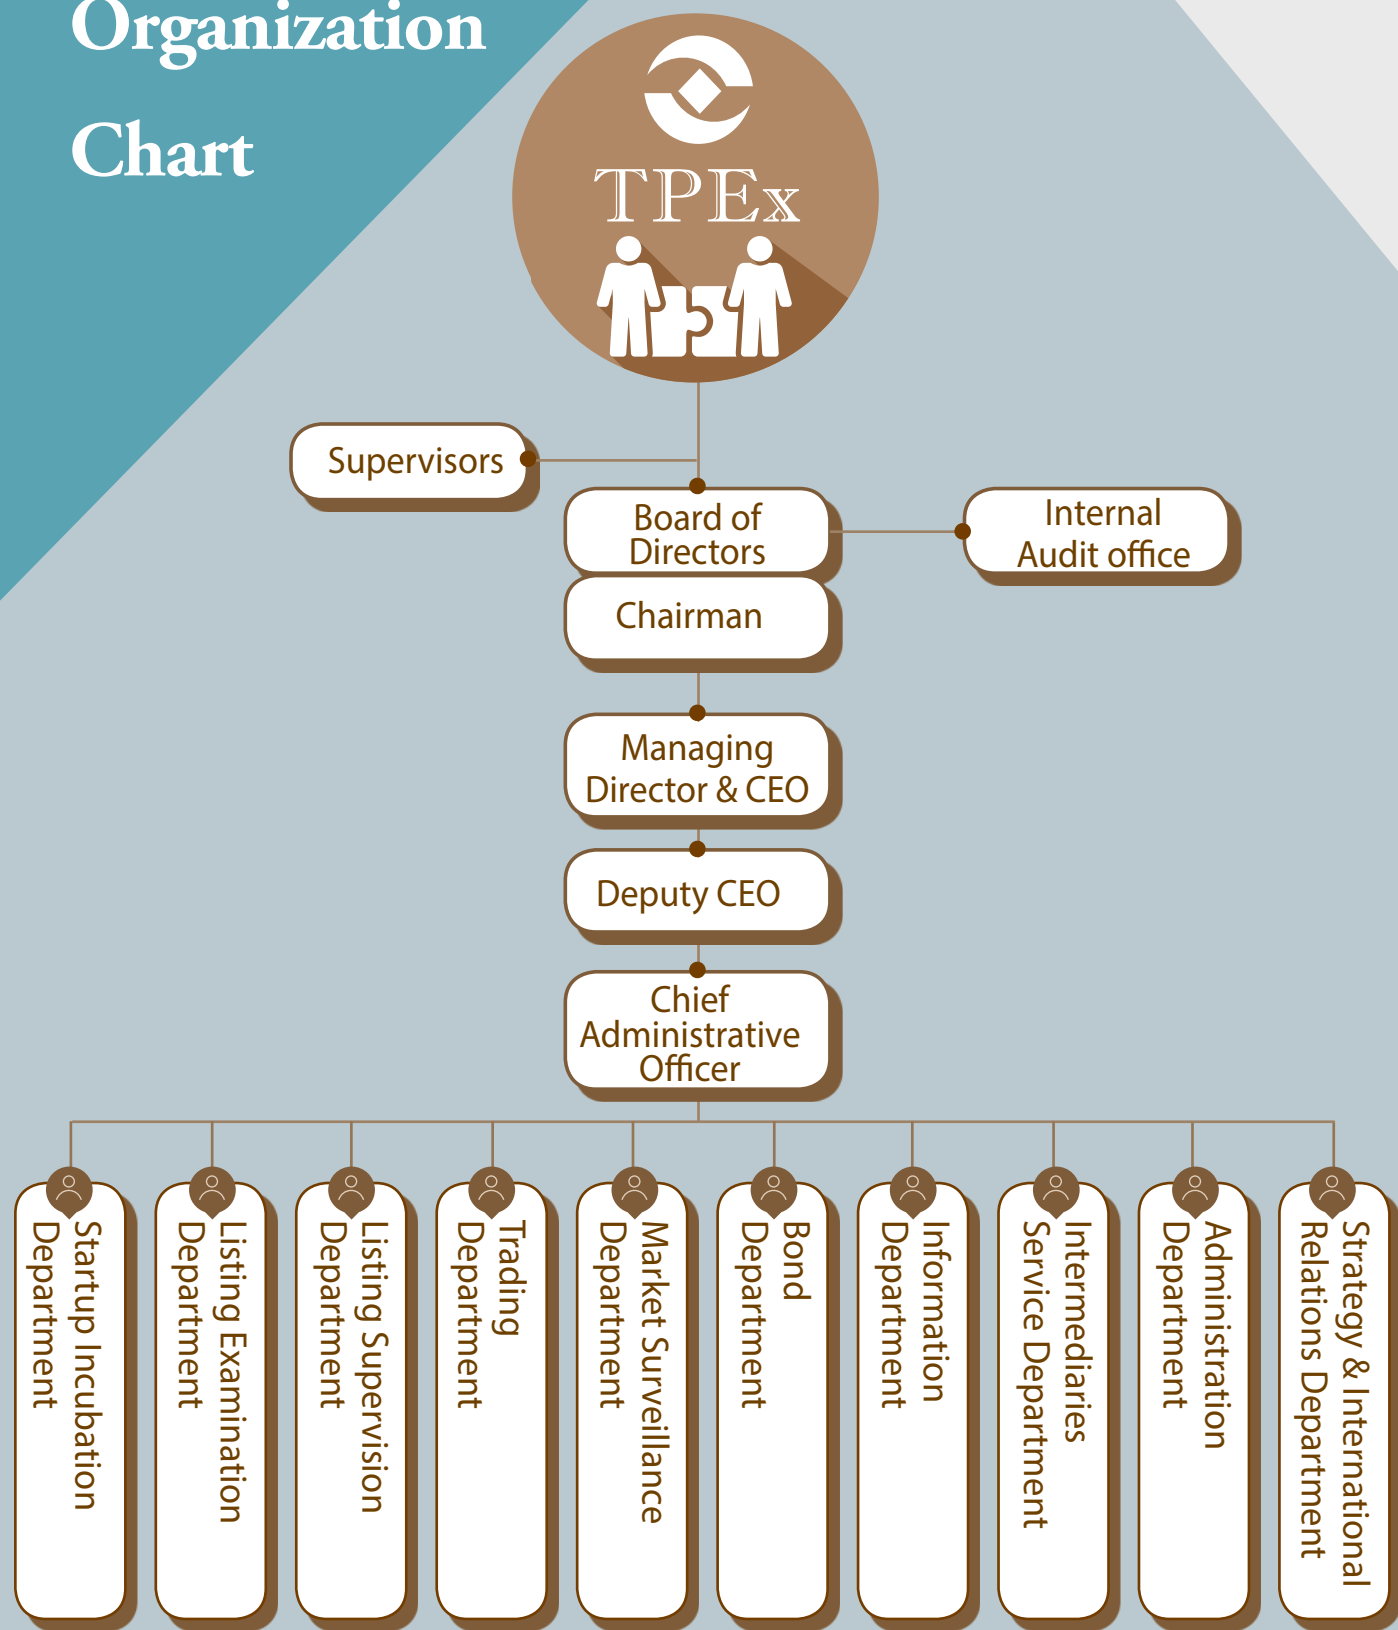 Organization
Chart
TPEx
Supervisors
Board of
Directors
Internal
Audit office
Chairman
Managing
Director & CEO
Deputy CEO
Chief
Administrative
Officer
Startup Incubation
Department
Listing Examination
Department
Listing Supervision
Department
Trading
Department
Market Surveillance
Department
Bond
Department
Information
Department
Intermediaries
Service Department
Administration
Department
Strategy & International
Relations Department